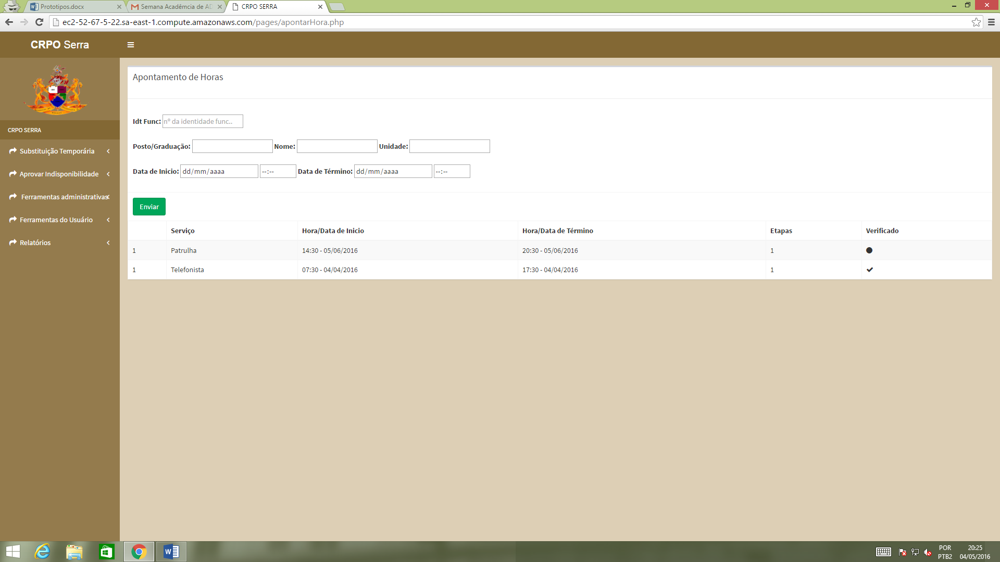 Prototipos.docx
Semana Acadêmcia de AD
CRPO SERRA
ec2-52-67-5-22.sa-east-1.compute.amazonaws.com/pages/apontarHora.php
CRPO Serra
CRPO SERRA
Substituição Temporária
Aprovar Indisponibilidade
Ferramentas administrativas
Ferramentas do Usuário
Relatórios
Apontamento de Horas
Idt Func: nº da identidade func..
Posto/Graduação: Nome: Unidade:
Data de Inicio: dd/mm/aaaa --:-- Data de Término: dd/mm/aaaa --:--
Enviar
Serviço Hora/Data de Inicio Hora/Data de Término Etapas Verificado
1 Patrulha 14:30 - 05/06/2016 20:30 - 05/06/2016 1
1 Telefonista 07:30 - 04/04/2016 17:30 - 04/04/2016 1
POR 20:25
PTB2 04/05/2016